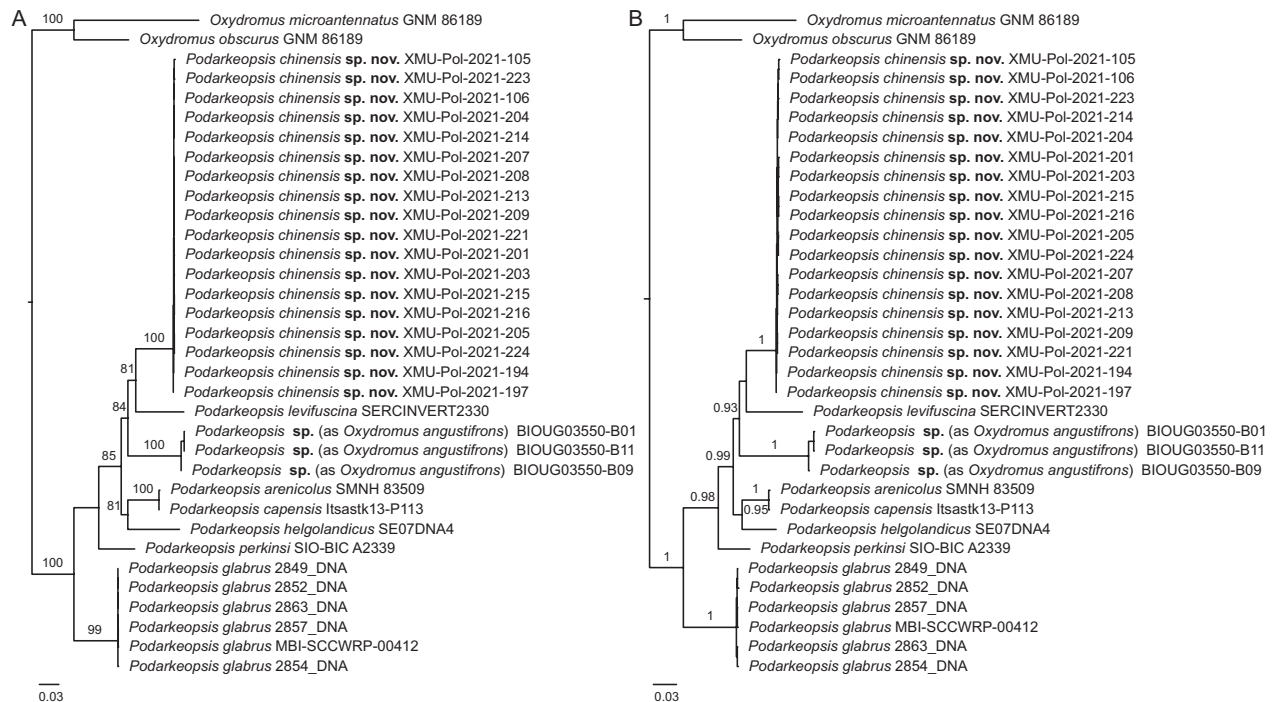 A
100
Oxydromus microantennatus GNM 86189
Oxydromus obscurus GNM 86189
Podarkeopsis chinensis sp. nov. XMU-Pol-2021-105
Podarkeopsis chinensis sp. nov. XMU-Pol-2021-223
Podarkeopsis chinensis sp. nov. XMU-Pol-2021-106
Podarkeopsis chinensis sp. nov. XMU-Pol-2021-204
Podarkeopsis chinensis sp. nov. XMU-Pol-2021-214
Podarkeopsis chinensis sp. nov. XMU-Pol-2021-207
Podarkeopsis chinensis sp. nov. XMU-Pol-2021-208
Podarkeopsis chinensis sp. nov. XMU-Pol-2021-213
Podarkeopsis chinensis sp. nov. XMU-Pol-2021-209
Podarkeopsis chinensis sp. nov. XMU-Pol-2021-221
Podarkeopsis chinensis sp. nov. XMU-Pol-2021-201
Podarkeopsis chinensis sp. nov. XMU-Pol-2021-203
Podarkeopsis chinensis sp. nov. XMU-Pol-2021-215
Podarkeopsis chinensis sp. nov. XMU-Pol-2021-216
Podarkeopsis chinensis sp. nov. XMU-Pol-2021-205
100
Podarkeopsis chinensis sp. nov. XMU-Pol-2021-224
81
Podarkeopsis chinensis sp. nov. XMU-Pol-2021-194
Podarkeopsis chinensis sp. nov. XMU-Pol-2021-197
84
Podarkeopsis levifuscina SERCINVERT2330
Podarkeopsis sp. (as Oxydromus angustifrons) BIOUG03550-B01
100
Podarkeopsis sp. (as Oxydromus angustifrons) BIOUG03550-B11
85
Podarkeopsis sp. (as Oxydromus angustifrons) BIOUG03550-B09
100
Podarkeopsis arenicolus SMNH 83509
81
Podarkeopsis capensis Itsastk13-P113
Podarkeopsis helgolandicus SE07DNA4
Podarkeopsis perkinsi SIO-BIC A2339
100
Podarkeopsis glabrus 2849_DNA
Podarkeopsis glabrus 2852_DNA
Podarkeopsis glabrus 2863_DNA
99
Podarkeopsis glabrus 2857_DNA
Podarkeopsis glabrus MBI-SCCWRP-00412
Podarkeopsis glabrus 2854_DNA
0.03
B
1
Oxydromus microantennatus GNM 86189
Oxydromus obscurus GNM 86189
Podarkeopsis chinensis sp. nov. XMU-Pol-2021-105
Podarkeopsis chinensis sp. nov. XMU-Pol-2021-106
Podarkeopsis chinensis sp. nov. XMU-Pol-2021-223
Podarkeopsis chinensis sp. nov. XMU-Pol-2021-214
Podarkeopsis chinensis sp. nov. XMU-Pol-2021-204
Podarkeopsis chinensis sp. nov. XMU-Pol-2021-201
Podarkeopsis chinensis sp. nov. XMU-Pol-2021-203
Podarkeopsis chinensis sp. nov. XMU-Pol-2021-215
Podarkeopsis chinensis sp. nov. XMU-Pol-2021-216
Podarkeopsis chinensis sp. nov. XMU-Pol-2021-205
Podarkeopsis chinensis sp. nov. XMU-Pol-2021-224
Podarkeopsis chinensis sp. nov. XMU-Pol-2021-207
Podarkeopsis chinensis sp. nov. XMU-Pol-2021-208
Podarkeopsis chinensis sp. nov. XMU-Pol-2021-213
Podarkeopsis chinensis sp. nov. XMU-Pol-2021-209
1
Podarkeopsis chinensis sp. nov. XMU-Pol-2021-221
Podarkeopsis chinensis sp. nov. XMU-Pol-2021-194
Podarkeopsis chinensis sp. nov. XMU-Pol-2021-197
0.93
Podarkeopsis levifuscina SERCINVERT2330
Podarkeopsis sp. (as Oxydromus angustifrons) BIOUG03550-B01
1
Podarkeopsis sp. (as Oxydromus angustifrons) BIOUG03550-B11
0.99
Podarkeopsis sp. (as Oxydromus angustifrons) BIOUG03550-B09
1
Podarkeopsis arenicolus SMNH 83509
0.98
0.95
Podarkeopsis capensis Itsastk13-P113
Podarkeopsis helgolandicus SE07DNA4
Podarkeopsis perkinsi SIO-BIC A2339
1
Podarkeopsis glabrus 2849_DNA
Podarkeopsis glabrus 2852_DNA
Podarkeopsis glabrus 2857_DNA
1
Podarkeopsis glabrus MBI-SCCWRP-00412
Podarkeopsis glabrus 2863_DNA
Podarkeopsis glabrus 2854_DNA
0.03